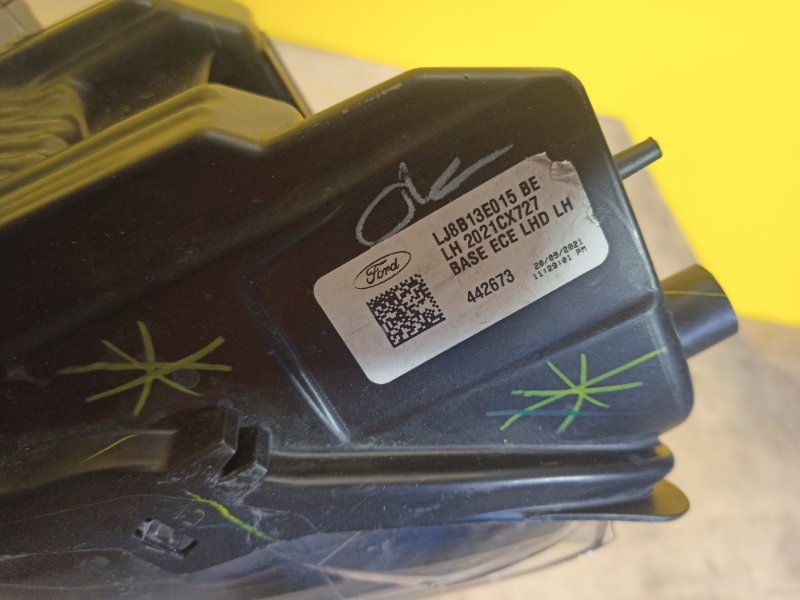 LJ8B13E015 BE
LH 2021CX727
BASE ECE LHD LH
Ford
442673
20/09/2021
11:29:01 PM